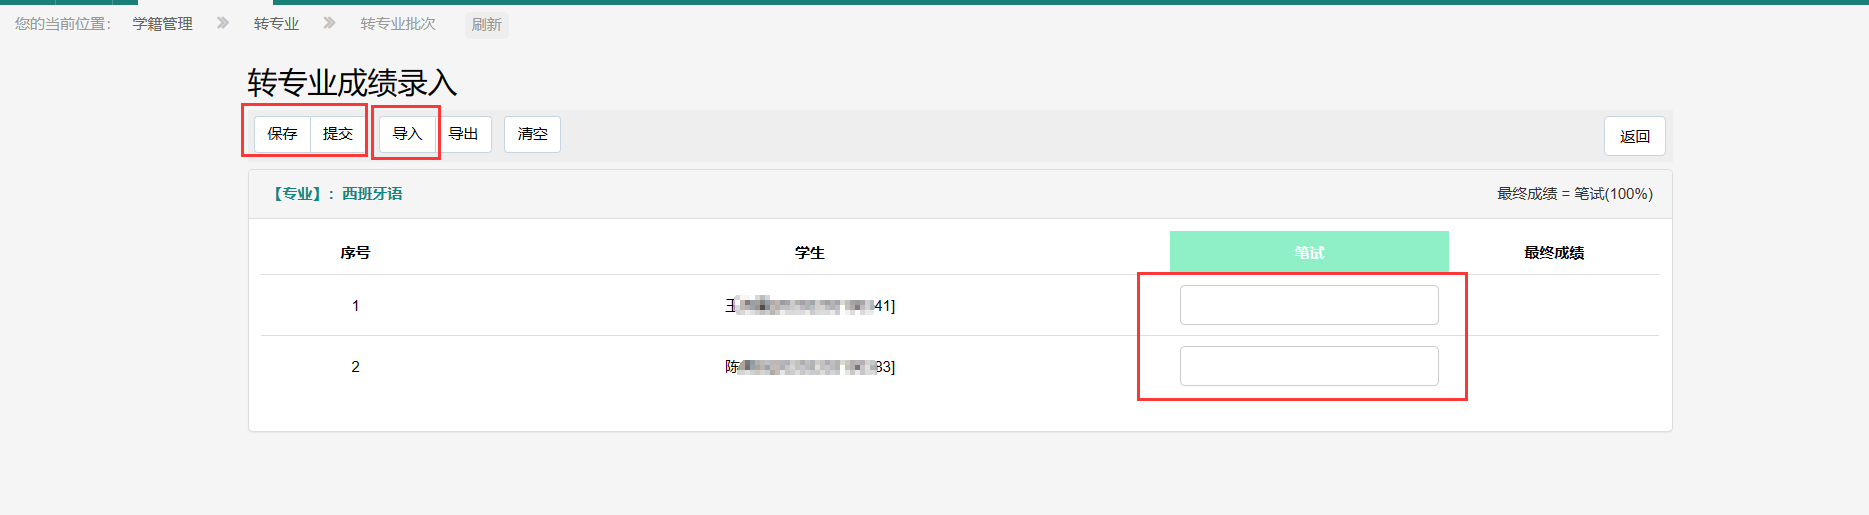 您的当前位置： 学籍管理 转专业 转专业批次 刷新
转专业成绩录入
保存 提交 导入 导出 清空 返回
【专业】：西班牙语 最终成绩 = 笔试(100%)
序号 学生 笔试 最终成绩
1 王 41]
2 陈 83]